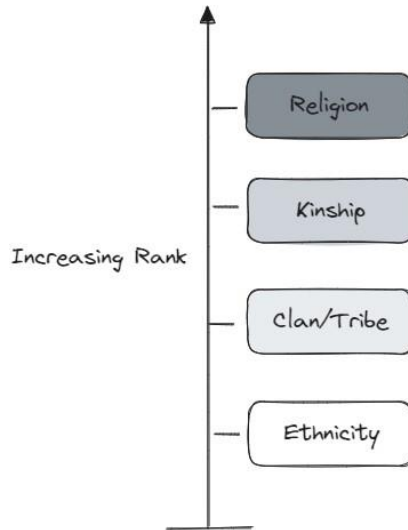 Religion
Kinship
Increasing Rank
Clan/Tribe
Ethnicity